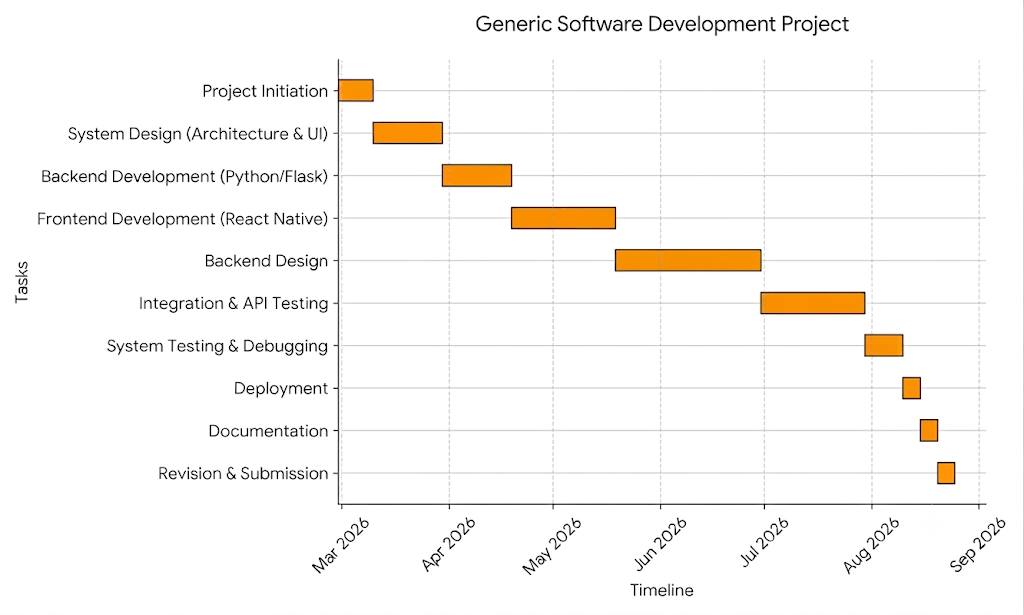 Generic Software Development Project
Tasks
Project Initiation
System Design (Architecture & UI)
Backend Development (Python/Flask)
Frontend Development (React Native)
Backend Design
Integration & API Testing
System Testing & Debugging
Deployment
Documentation
Revision & Submission
Mar 2026
Apr 2026
May 2026
Jun 2026
Jul 2026
Aug 2026
Sep 2026
Timeline